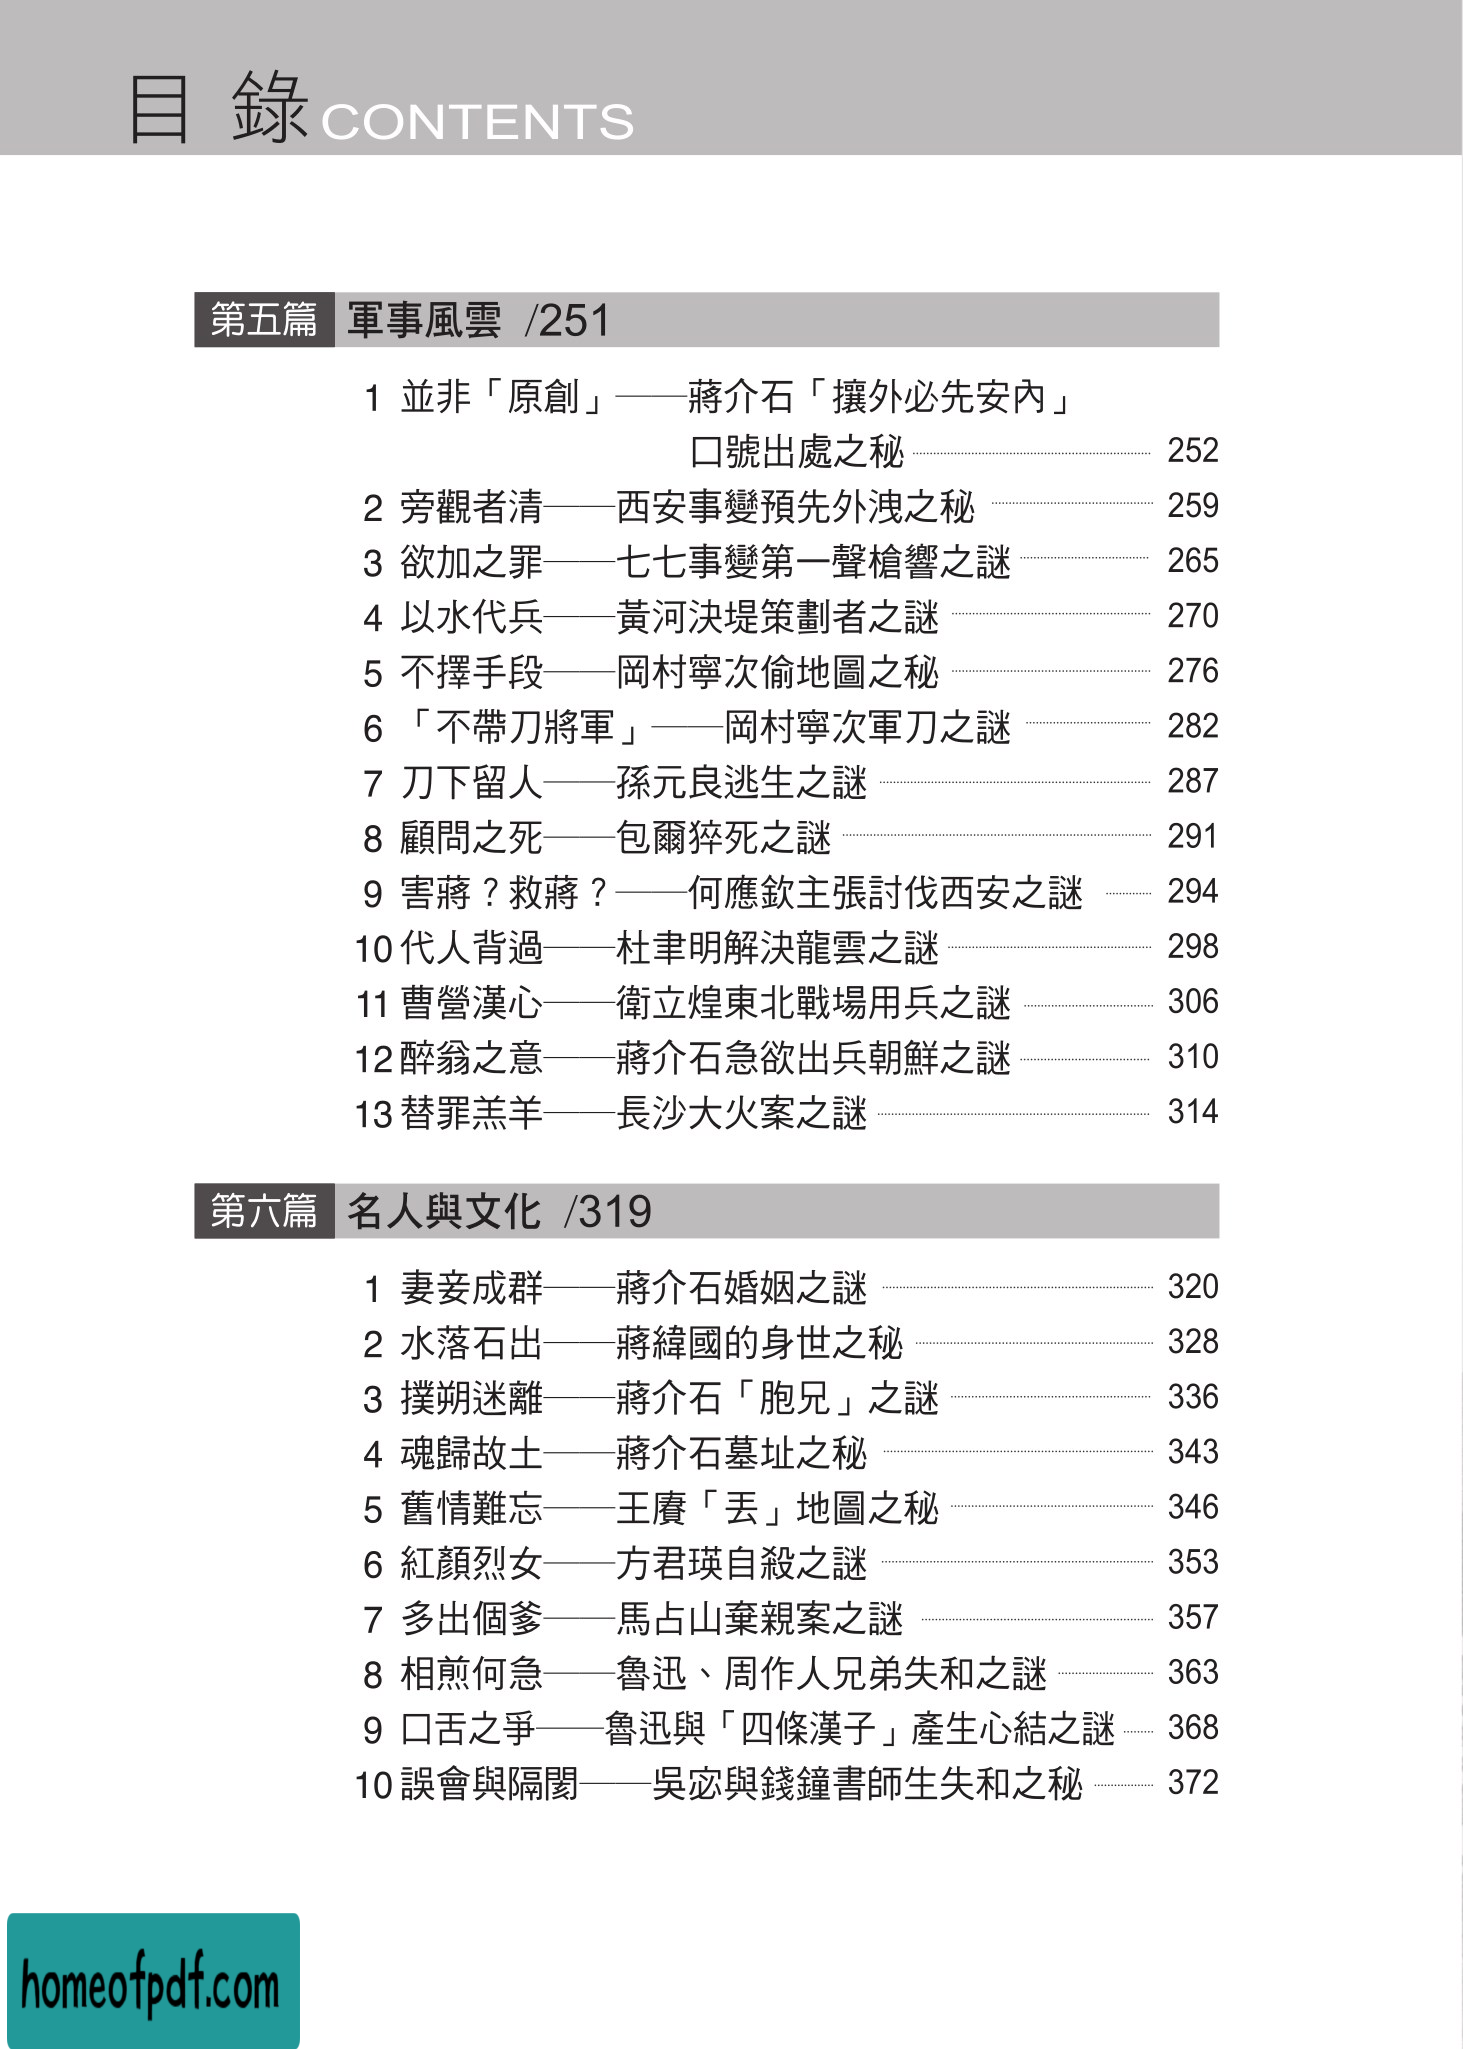 目 錄 CONTENTS
第五篇 軍事風雲 /251
1 並非「原創」——蔣介石「攘外必先安內」
口號出處之秘 252
2 旁觀者清——西安事變預先外洩之秘 259
3 欲加之罪——七七事變第一聲槍響之謎 265
4 以水代兵——黃河決堤策劃者之謎 270
5 不擇手段——岡村寧次偷地圖之秘 276
6 「不帶刀將軍」——岡村寧次軍刀之謎 282
7 刀下留人——孫元良逃生之謎 287
8 顧問之死——包爾猝死之謎 291
9 害蔣？救蔣？——何應欽主張討伐西安之謎 294
10 代人背過——杜聿明解決龍雲之謎 298
11 曹營漢心——衛立煌東北戰場用兵之謎 306
12 醉翁之意——蔣介石急欲出兵朝鮮之謎 310
13 替罪羔羊——長沙大火案之謎 314
第六篇 名人與文化 /319
1 妻妾成群——蔣介石婚姻之謎 320
2 水落石出——蔣緯國的身世之秘 328
3 撲朔迷離——蔣介石「胞兄」之謎 336
4 魂歸故土——蔣介石墓址之秘 343
5 舊情難忘——王賡「丟」地圖之秘 346
6 紅顏烈女——方君瑛自殺之謎 353
7 多出個爹——馬占山棄親案之謎 357
8 相煎何急——魯迅、周作人兄弟失和之謎 363
9 口舌之爭——魯迅與「四條漢子」產生心結之謎 368
10 誤會與隔閡——吳宓與錢鐘書師生失和之秘 372
homeofpdf.com